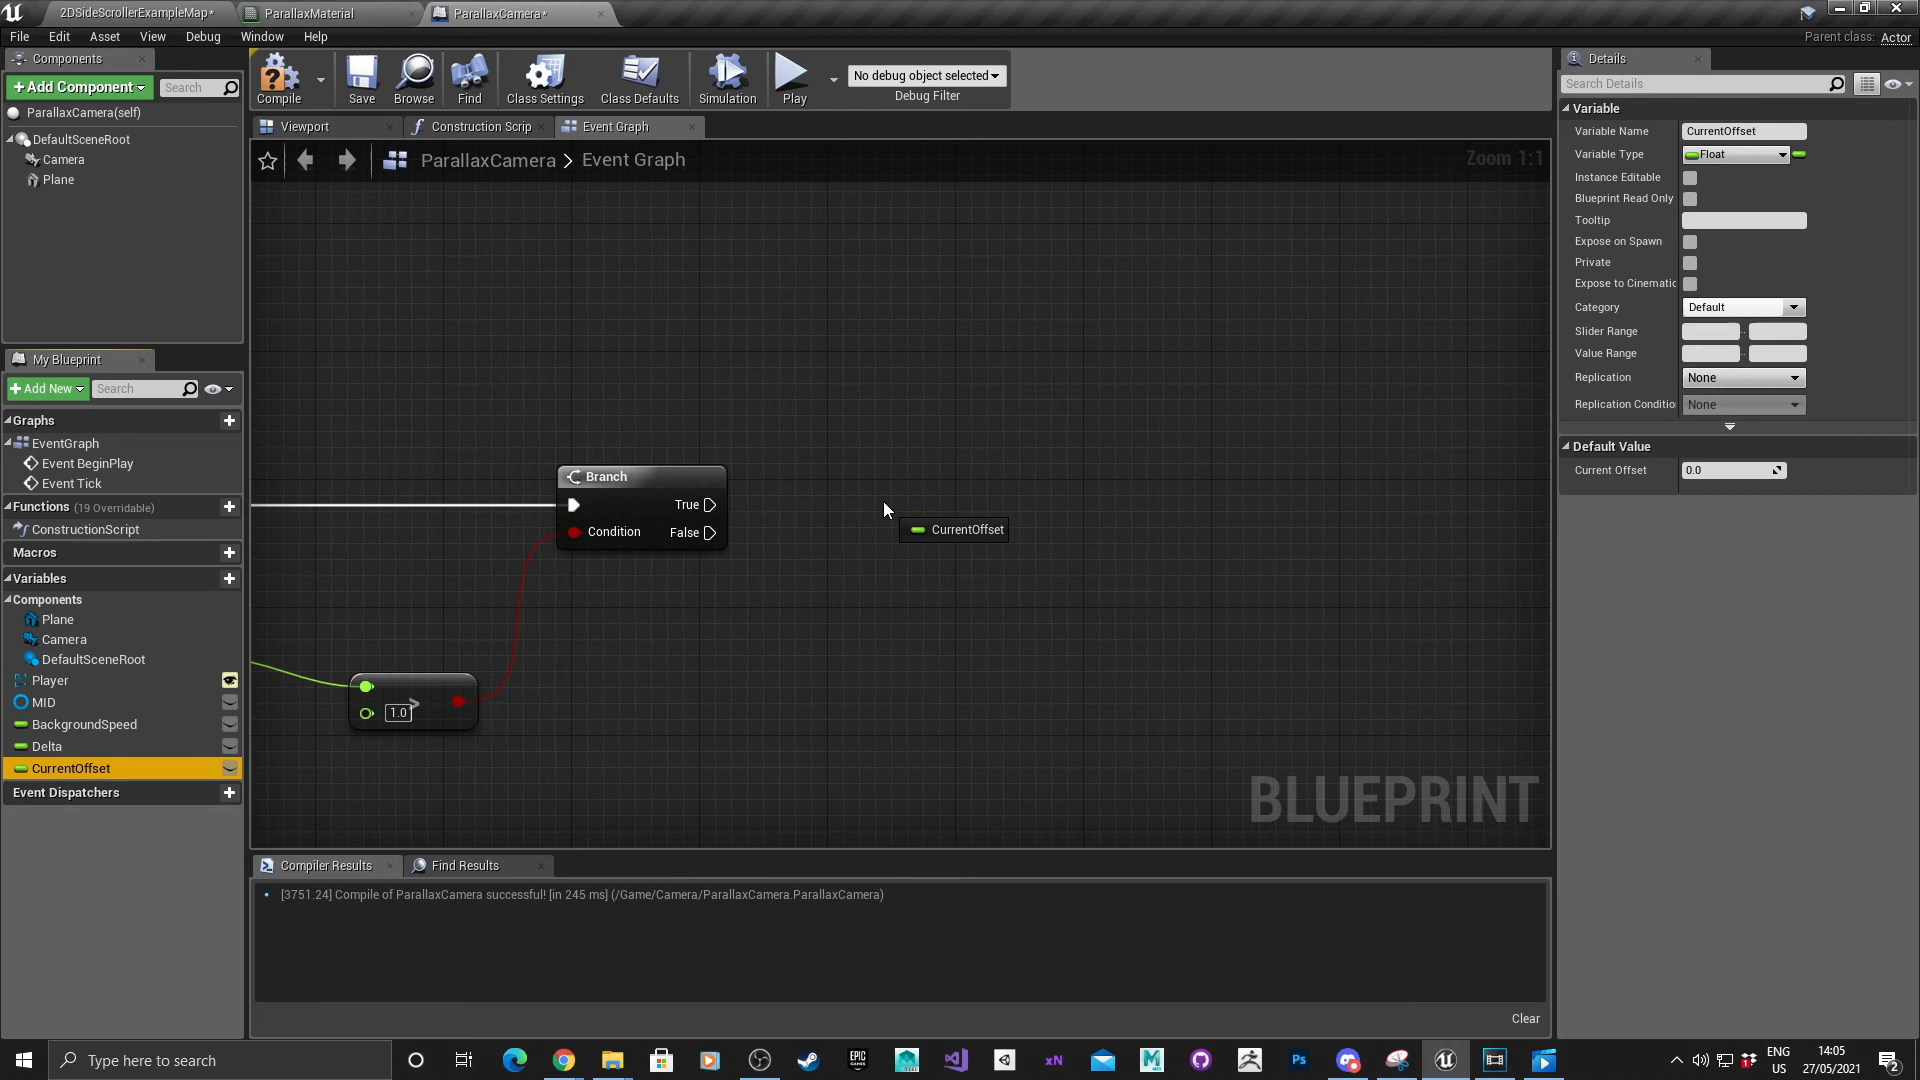 2DSideScrollerExampleMap*
ParallaxMaterial
ParallaxCamera*
File Edit Asset View Debug Window Help
Parent class: Actor
Components
+Add Component
Search
ParallaxCamera(self)
DefaultSceneRoot
Camera
Plane
Compile
Save
Browse
Find
Class Settings
Class Defaults
Simulation
Play
No debug object selected
Debug Filter
Viewport
Construction Scrip
Event Graph
ParallaxCamera > Event Graph
Zoom 1:1
Branch
True
Condition
False
CurrentOffset
1.0
>
BLUEPRINT
My Blueprint
+Add New
Search
Graphs
EventGraph
Event BeginPlay
Event Tick
Functions (19 Overridable)
ConstructionScript
Macros
Variables
Components
Plane
Camera
DefaultSceneRoot
Player
MID
BackgroundSpeed
Delta
CurrentOffset
Event Dispatchers
Compiler Results
Find Results
[3751.24] Compile of ParallaxCamera successful! [in 245 ms] (/Game/Camera/ParallaxCamera.ParallaxCamera)
Clear
Details
Search Details
Variable
Variable Name CurrentOffset
Variable Type Float
Instance Editable
Blueprint Read Only
Tooltip
Expose on Spawn
Private
Expose to Cinematic
Category Default
Slider Range
Value Range
Replication None
Replication Conditio None
Default Value
Current Offset 0.0
Type here to search
EPIC
GAMES
xN
M
Ps
ENG
US
14:05
27/05/2021
2